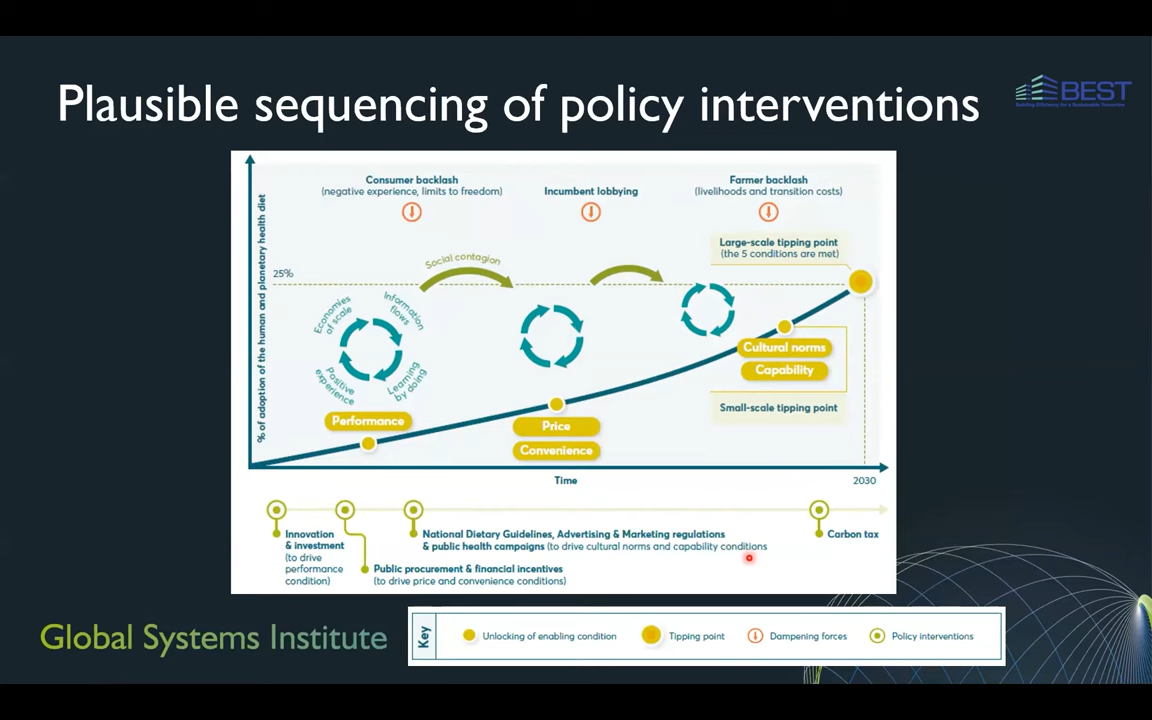 Plausible sequencing of policy interventions
BEST
Building Efficiency for a Sustainable Tomorrow
% of adoption of the human and planetary health diet
Consumer backlash
(negative experience, limits to freedom)
Incumbent lobbying
Farmer backlash
(livelihoods and transition costs)
Large-scale tipping point
(the 5 conditions are met)
25%
Social contagion
Economies
of scale
Information
flows
Positive
experience
Learning
by doing
Performance
Price
Convenience
Cultural norms
Capability
Small-scale tipping point
Time
2030
Innovation
& investment
(to drive
performance
condition)
Public procurement & financial incentives
(to drive price and convenience conditions)
National Dietary Guidelines, Advertising & Marketing regulations
& public health campaigns (to drive cultural norms and capability conditions
Carbon tax
Global Systems Institute
Key
Unlocking of enabling condition
Tipping point
Dampening forces
Policy interventions